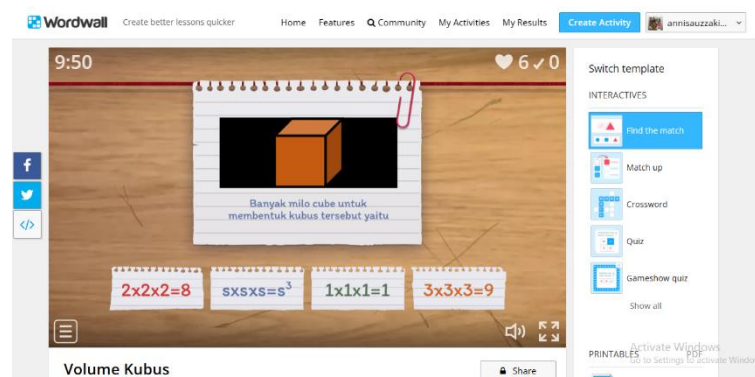 Wordwall
Create better lessons quicker
Home Features Community My Activities My Results Create Activity annisauzzaki...
9:50
6 ✓ 0
Switch template
INTERACTIVES
Find the match
Match up
Crossword
Quiz
Gameshow quiz
Show all
Banyak milo cube untuk
membentuk kubus tersebut yaitu
2x2x2=8
sxsxs=s³
1x1x1=1
3x3x3=9
Volume Kubus
Share
PRINTABLES PDF
Activate Windows
Go to Settings to activate Windo